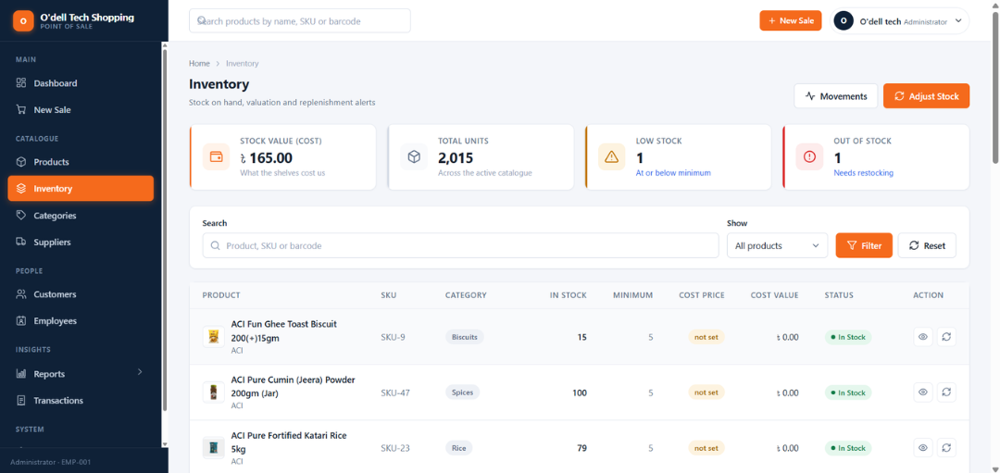 O
O'dell Tech Shopping
POINT OF SALE
MAIN
Dashboard
New Sale
CATALOGUE
Products
Inventory
Categories
Suppliers
PEOPLE
Customers
Employees
INSIGHTS
Reports
Transactions
SYSTEM
Administrator - EMP-001
Search products by name, SKU or barcode
+ New Sale
O
O'dell tech Administrator
Home > Inventory
Inventory
Stock on hand, valuation and replenishment alerts
Movements
Adjust Stock
STOCK VALUE (COST)
৳ 165.00
What the shelves cost us
TOTAL UNITS
2,015
Across the active catalogue
LOW STOCK
1
At or below minimum
OUT OF STOCK
1
Needs restocking
Search
Product, SKU or barcode
Show
All products
Filter
Reset
PRODUCT SKU CATEGORY IN STOCK MINIMUM COST PRICE COST VALUE STATUS ACTION
ACI Fun Ghee Toast Biscuit
200(+)15gm
ACI
SKU-9 Biscuits 15 5 not set ৳ 0.00 In Stock
ACI Pure Cumin (Jeera) Powder
200gm (Jar)
ACI
SKU-47 Spices 100 5 not set ৳ 0.00 In Stock
ACI Pure Fortified Katari Rice
5kg
ACI
SKU-23 Rice 79 5 not set ৳ 0.00 In Stock